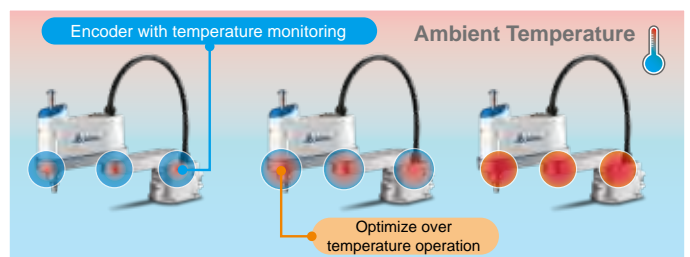 Encoder with temperature monitoring
Ambient Temperature
Optimize over
temperature operation